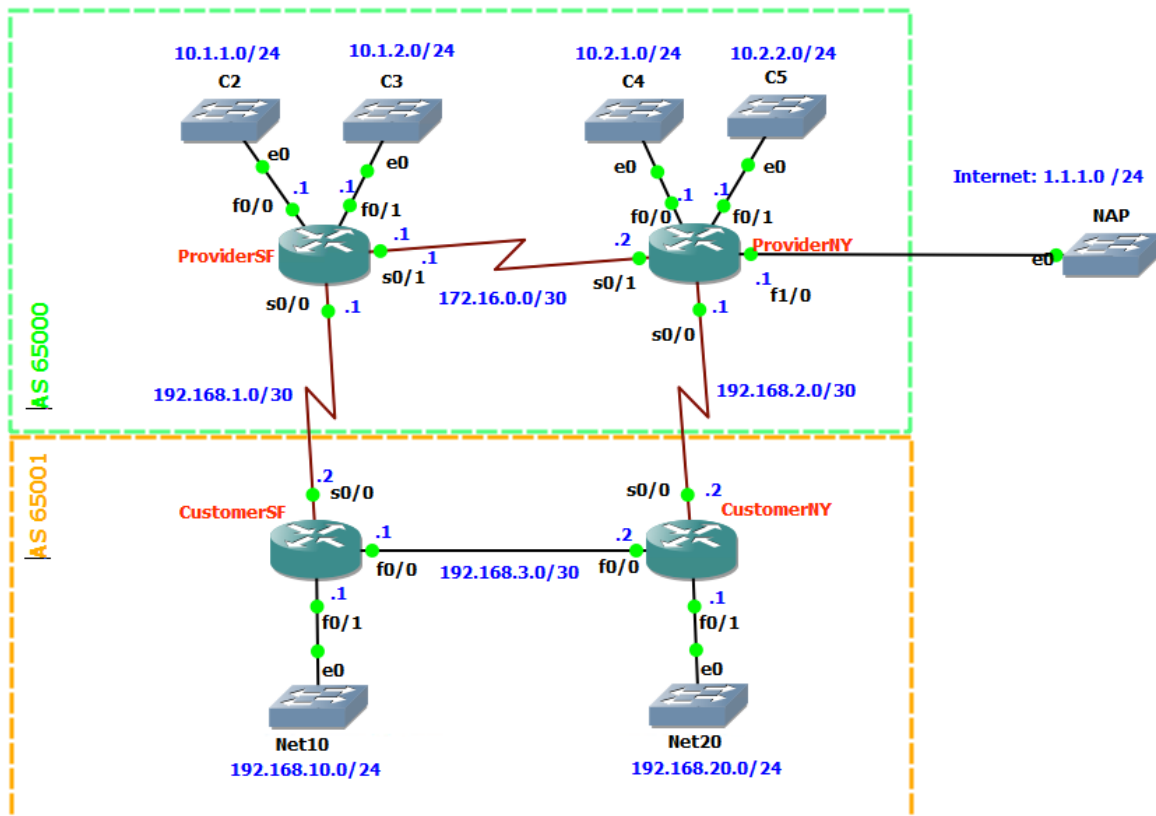 10.1.1.0/24
10.1.2.0/24
10.2.1.0/24
10.2.2.0/24
C2
C3
C4
C5
e0
e0
e0
e0
Internet: 1.1.1.0 /24
NAP
.1
.1
.1
.1
f0/0
f0/1
f0/0
f0/1
ProviderSF
.1
.1
s0/1
.2
s0/1
ProviderNY
e0
.1
f1/0
172.16.0.0/30
s0/0
.1
.1
s0/0
AS 65000
192.168.1.0/30
192.168.2.0/30
AS 65001
.2
s0/0
s0/0
.2
CustomerSF
CustomerNY
.1
f0/0
192.168.3.0/30
.2
f0/0
.1
f0/1
.1
f0/1
e0
e0
Net10
Net20
192.168.10.0/24
192.168.20.0/24